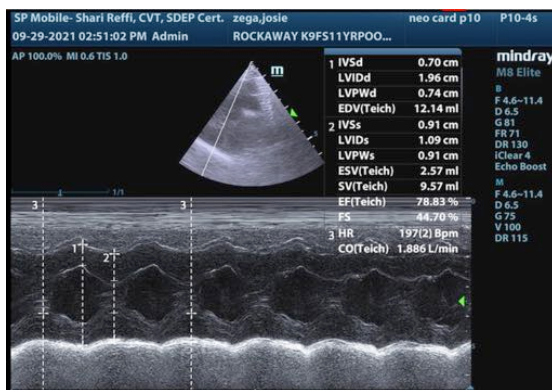 SP Mobile- Shari Reffi, CVT, SDEP Cert. zega,josie neo card p10 P10-4s
09-29-2021 02:51:02 PM Admin ROCKAWAY K9FS11YRPOO...
AP 100.0% MI 0.6 TIS 1.0
mindray
M8 Elite
B
F 4.6~11.4
D 6.5
G 81
FR 71
DR 130
iClear 4
Echo Boost
M
F 4.6~11.4
D 6.5
G 75
V 100
DR 115
m
1 IVSd 0.70 cm
LVIDd 1.96 cm
LVPWd 0.74 cm
EDV(Teich) 12.14 ml
2 IVSs 0.91 cm
LVIDs 1.09 cm
LVPWs 0.91 cm
ESV(Teich) 2.57 ml
SV(Teich) 9.57 ml
EF(Teich) 78.83 %
FS 44.70 %
3 HR 197(2) Bpm
CO(Teich) 1.886 L/min
1/1
3
3
1
2